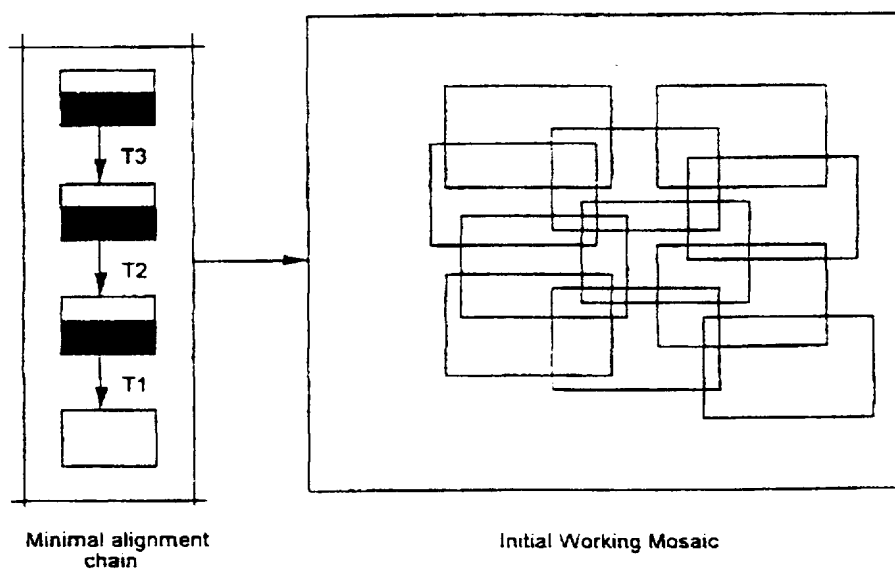 T3
T2
T1
Minimal alignment
chain
Initial Working Mosaic